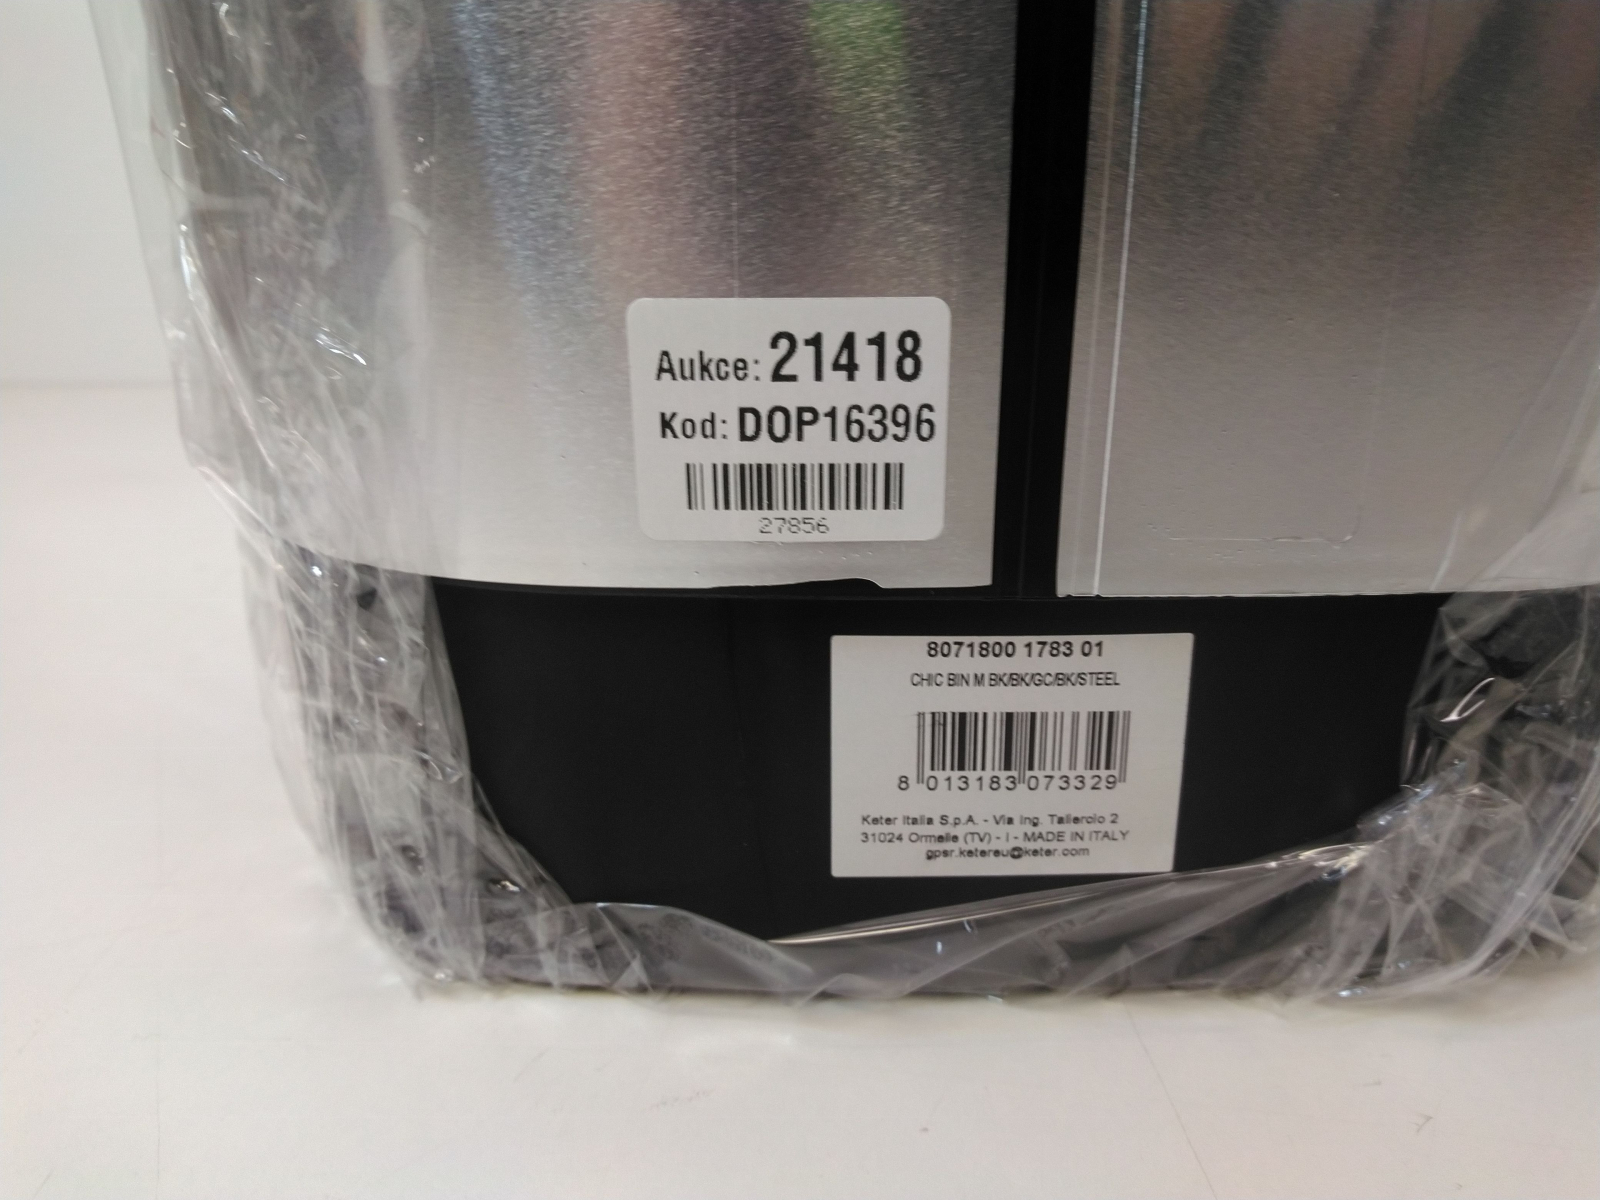 Aukce: 21418
Kod: DOP16396
27856
8071800 1783 01
CHIC BIN M BK/BK/GC/BK/STEEL
8 013183 073329
Keter Italia S.p.A. - Via Ing. Taliercio 2
31024 Ormelle (TV) - I - MADE IN ITALY
gpsr.ketereu@keter.com